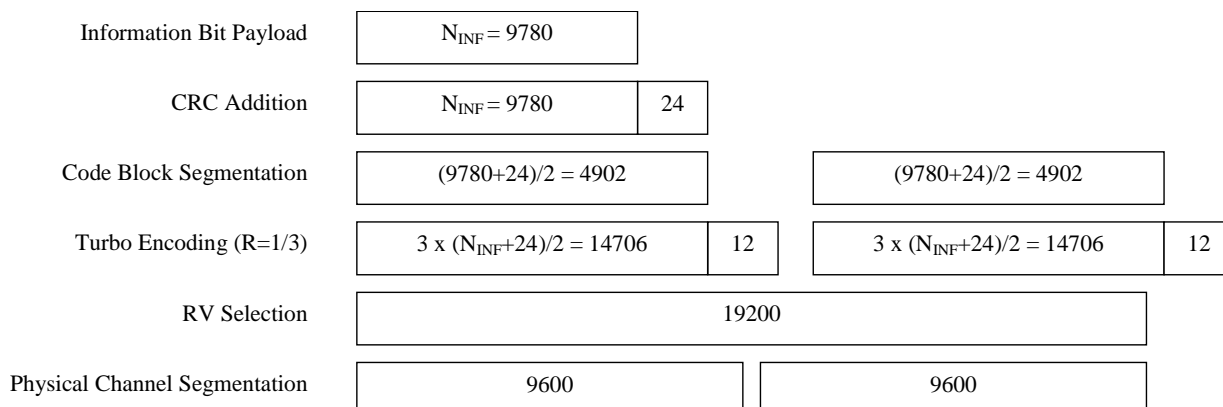 Information Bit Payload N_INF = 9780
CRC Addition N_INF = 9780 24
Code Block Segmentation (9780+24)/2 = 4902 (9780+24)/2 = 4902
Turbo Encoding (R=1/3) 3 x (N_INF+24)/2 = 14706 12 3 x (N_INF+24)/2 = 14706 12
RV Selection 19200
Physical Channel Segmentation 9600 9600